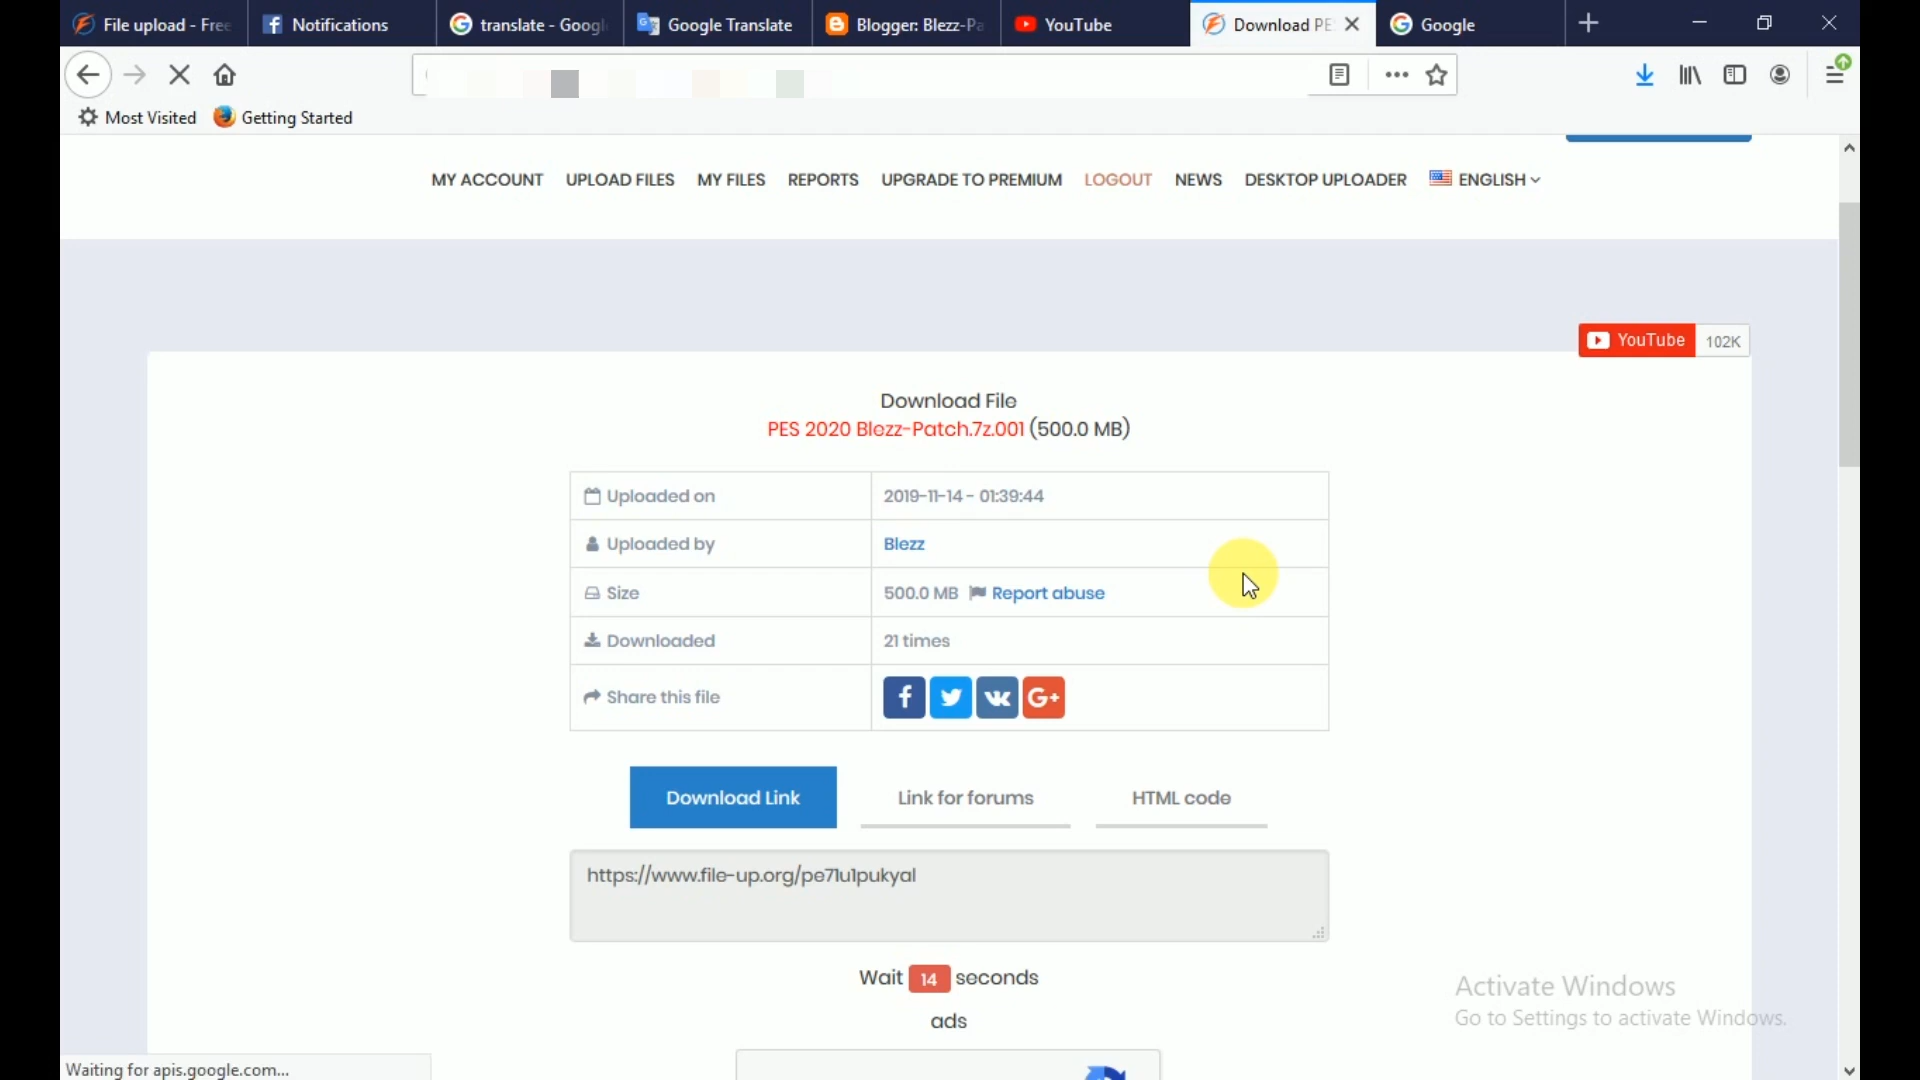 File upload - Free
Notifications
translate - Googl
Google Translate
Blogger: Blezz-Pa
YouTube
Download PE
Google
Most Visited
Getting Started
MY ACCOUNT
UPLOAD FILES
MY FILES
REPORTS
UPGRADE TO PREMIUM
LOGOUT
NEWS
DESKTOP UPLOADER
ENGLISH
YouTube 102K
Download File
PES 2020 Blezz-Patch.7z.001 (500.0 MB)
Uploaded on 2019-11-14 - 01:39:44
Uploaded by Blezz
Size 500.0 MB Report abuse
Downloaded 21 times
Share this file
Download Link
Link for forums
HTML code
https://www.file-up.org/pe71u1pukyal
Wait 14 seconds
ads
Activate Windows
Go to Settings to activate Windows.
Waiting for apis.google.com...